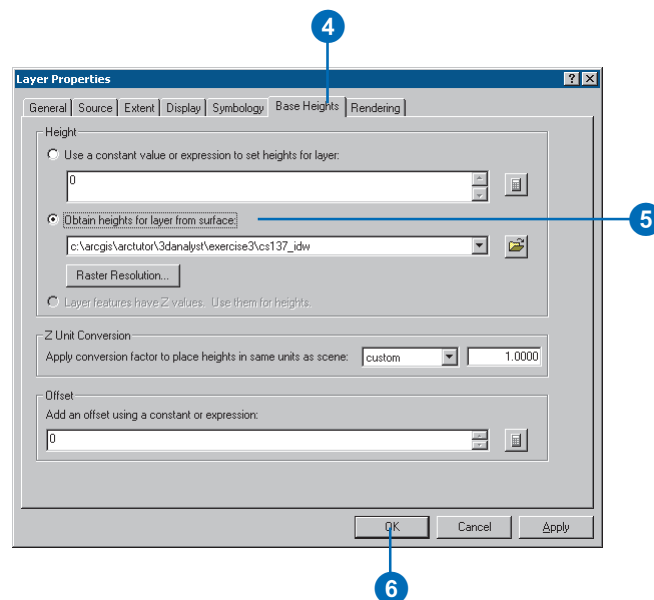 4
Layer Properties
General Source Extent Display Symbology Base Heights Rendering
Height
Use a constant value or expression to set heights for layer:
0
Obtain heights for layer from surface:
5
c:\arcgis\arctutor\3danalyst\exercise3\cs137_idw
Raster Resolution...
Layer features have Z values. Use them for heights.
Z Unit Conversion
Apply conversion factor to place heights in same units as scene: custom 1.0000
Offset
Add an offset using a constant or expression:
0
OK Cancel Apply
6